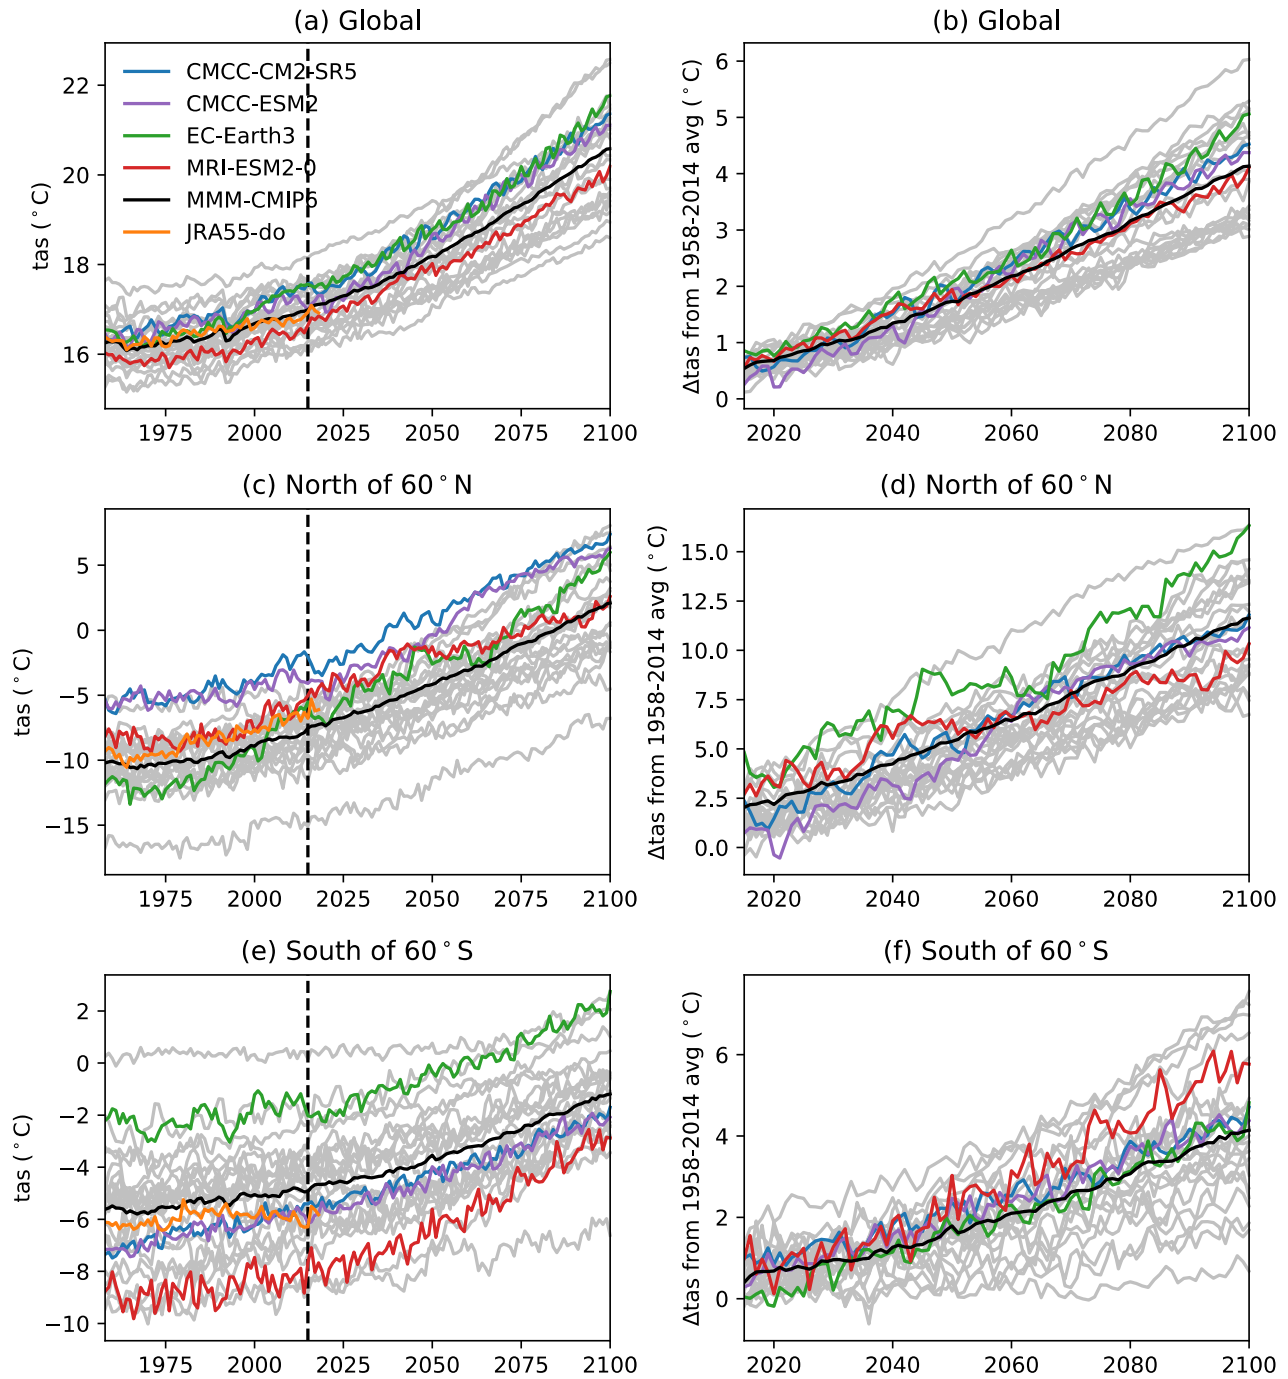 (a) Global
tas (°C)
22
20
18
16
CMCC-CM2-SR5
CMCC-ESM2
EC-Earth3
MRI-ESM2-0
MMM-CMIP6
JRA55-do
1975 2000 2025 2050 2075 2100
(b) Global
Δtas from 1958-2014 avg (°C)
6
5
4
3
2
1
0
2020 2040 2060 2080 2100
(c) North of 60°N
tas (°C)
5
0
−5
−10
−15
1975 2000 2025 2050 2075 2100
(d) North of 60°N
Δtas from 1958-2014 avg (°C)
15.0
12.5
10.0
7.5
5.0
2.5
0.0
2020 2040 2060 2080 2100
(e) South of 60°S
tas (°C)
2
0
−2
−4
−6
−8
−10
1975 2000 2025 2050 2075 2100
(f) South of 60°S
Δtas from 1958-2014 avg (°C)
6
4
2
0
2020 2040 2060 2080 2100